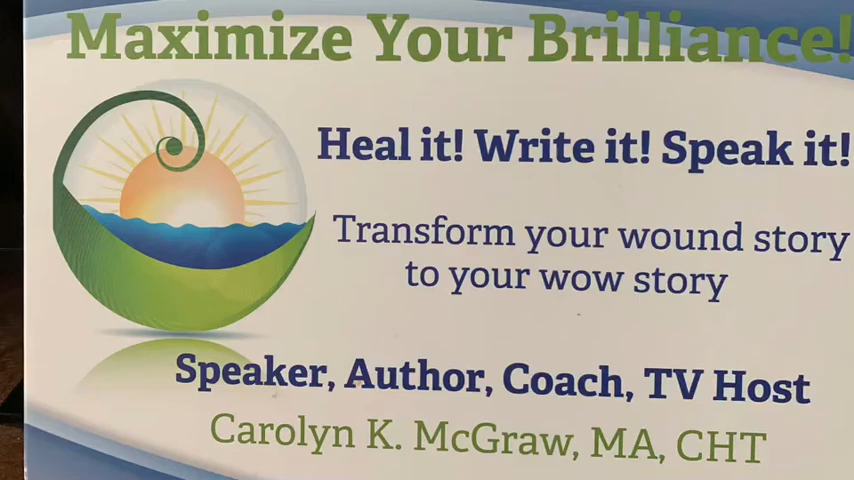 Maximize Your Brilliance!
Heal it! Write it! Speak it!
Transform your wound story
to your wow story
Speaker, Author, Coach, TV Host
Carolyn K. McGraw, MA, CHT